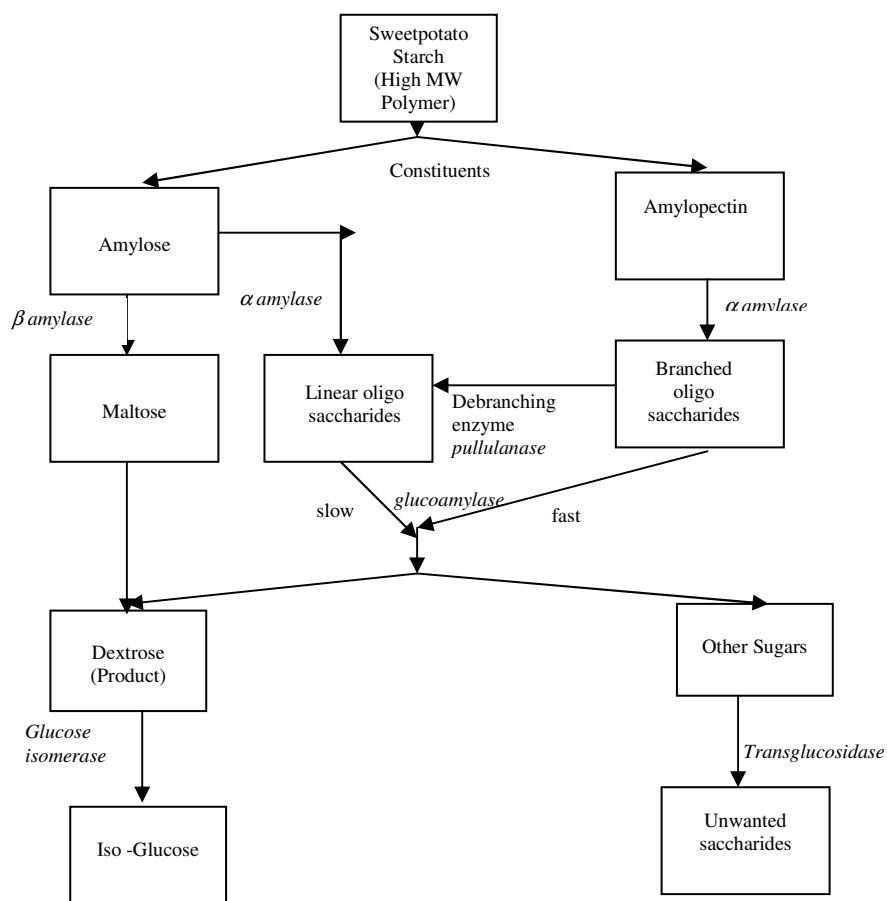 Sweetpotato
Starch
(High MW
Polymer)
Constituents
Amylose
Amylopectin
β amylase
α amylase
α amylase
Maltose
Linear oligo
saccharides
Debranching
enzyme
pullulanase
Branched
oligo
saccharides
slow
glucoamylase
fast
Dextrose
(Product)
Other Sugars
Glucose
isomerase
Transglucosidase
Iso -Glucose
Unwanted
saccharides